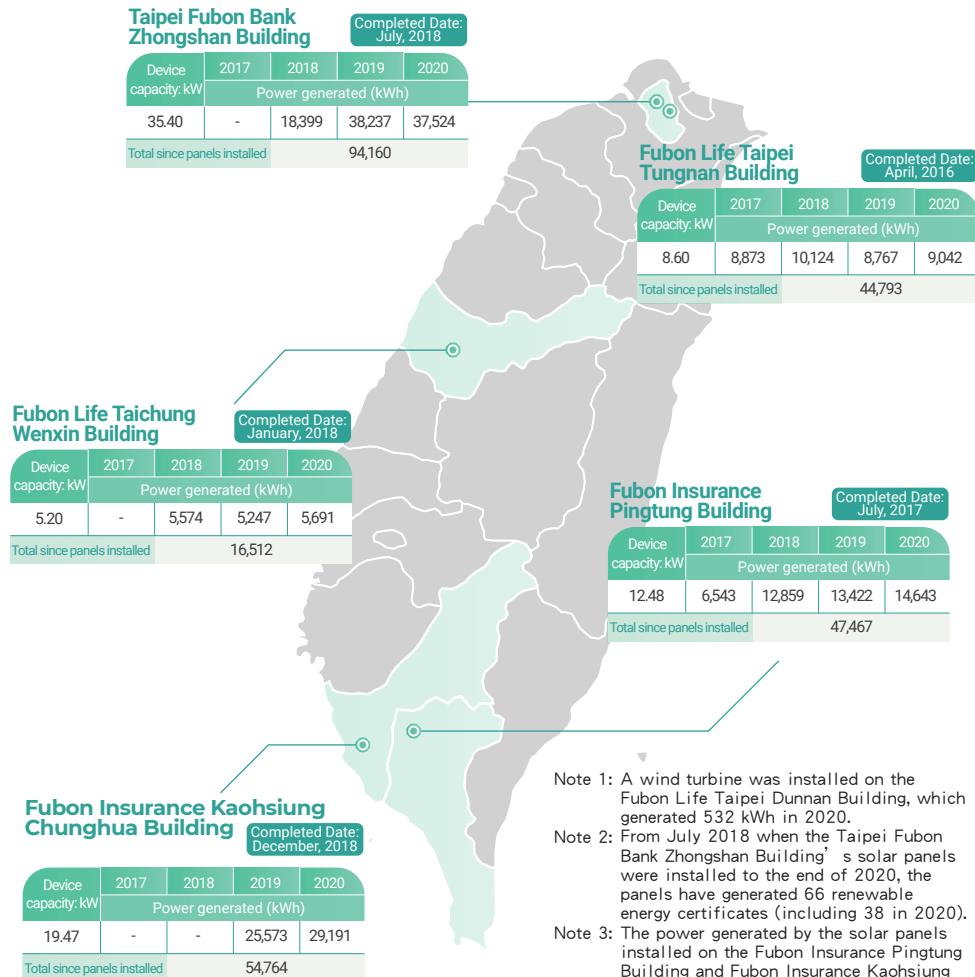 Taipei Fubon Bank
Zhongshan Building
Completed Date:
July, 2018
Device
capacity: kW
2017 2018 2019 2020
Power generated (kWh)
35.40 - 18,399 38,237 37,524
Total since panels installed 94,160
Fubon Life Taipei
Tungnan Building
Completed Date:
April, 2016
Device
capacity: kW
2017 2018 2019 2020
Power generated (kWh)
8.60 8,873 10,124 8,767 9,042
Total since panels installed 44,793
Fubon Life Taichung
Wenxin Building
Completed Date:
January, 2018
Device
capacity: kW
2017 2018 2019 2020
Power generated (kWh)
5.20 - 5,574 5,247 5,691
Total since panels installed 16,512
Fubon Insurance
Pingtung Building
Completed Date:
July, 2017
Device
capacity: kW
2017 2018 2019 2020
Power generated (kWh)
12.48 6,543 12,859 13,422 14,643
Total since panels installed 47,467
Fubon Insurance Kaohsiung
Chunghua Building
Completed Date:
December, 2018
Device
capacity: kW
2017 2018 2019 2020
Power generated (kWh)
19.47 - - 25,573 29,191
Total since panels installed 54,764
Note 1: A wind turbine was installed on the
Fubon Life Taipei Dunnan Building, which
generated 532 kWh in 2020.
Note 2: From July 2018 when the Taipei Fubon
Bank Zhongshan Building’s solar panels
were installed to the end of 2020, the
panels have generated 66 renewable
energy certificates (including 38 in 2020).
Note 3: The power generated by the solar panels
installed on the Fubon Insurance Pingtung
Building and Fubon Insurance Kaohsiung